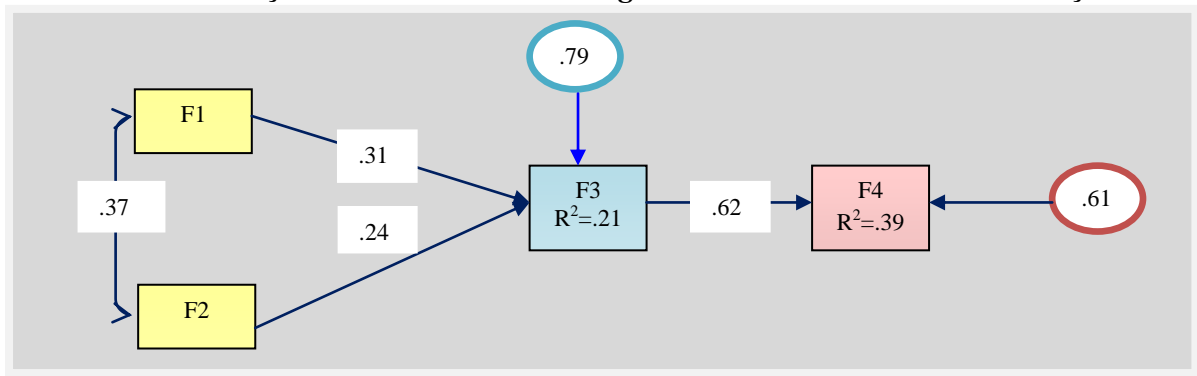 .79
F1
.31
F3
R²=.21
.62
F4
R²=.39
.61
.37
.24
F2